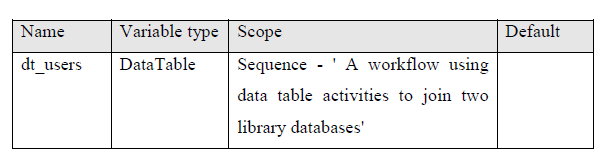 Name Variable type Scope Default
dt_users DataTable Sequence - ' A workflow using
data table activities to join two
library databases'